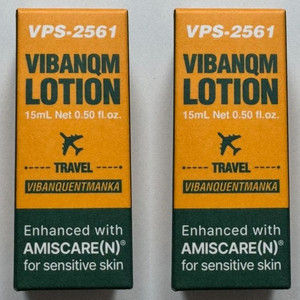 VPS-2561
VIBANQM
LOTION
15mL Net 0.50 fl.oz.
TRAVEL
VIBANQUENTMANKA
Enhanced with
AMISCARE(N)®
for sensitive skin
VPS-2561
VIBANQM
LOTION
15mL Net 0.50 fl.oz.
TRAVEL
VIBANQUENTMANKA
Enhanced with
AMISCARE(N)®
for sensitive skin